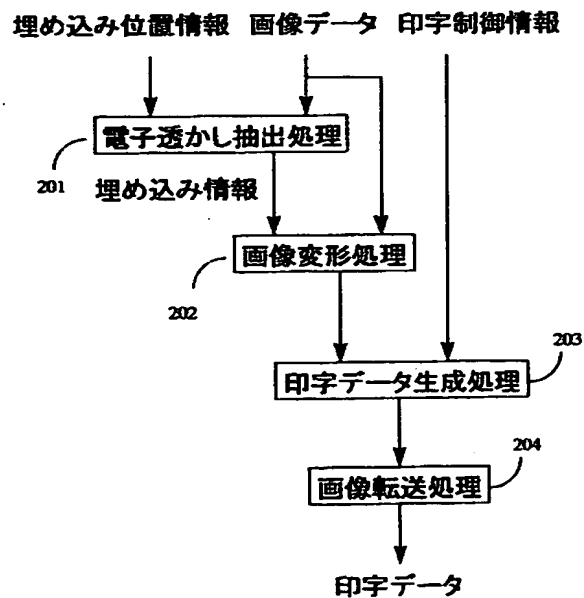 埋め込み位置情報 画像データ 印字制御情報
電子透かし抽出処理
201
埋め込み情報
画像変形処理
202
203
印字データ生成処理
204
画像転送処理
印字データ